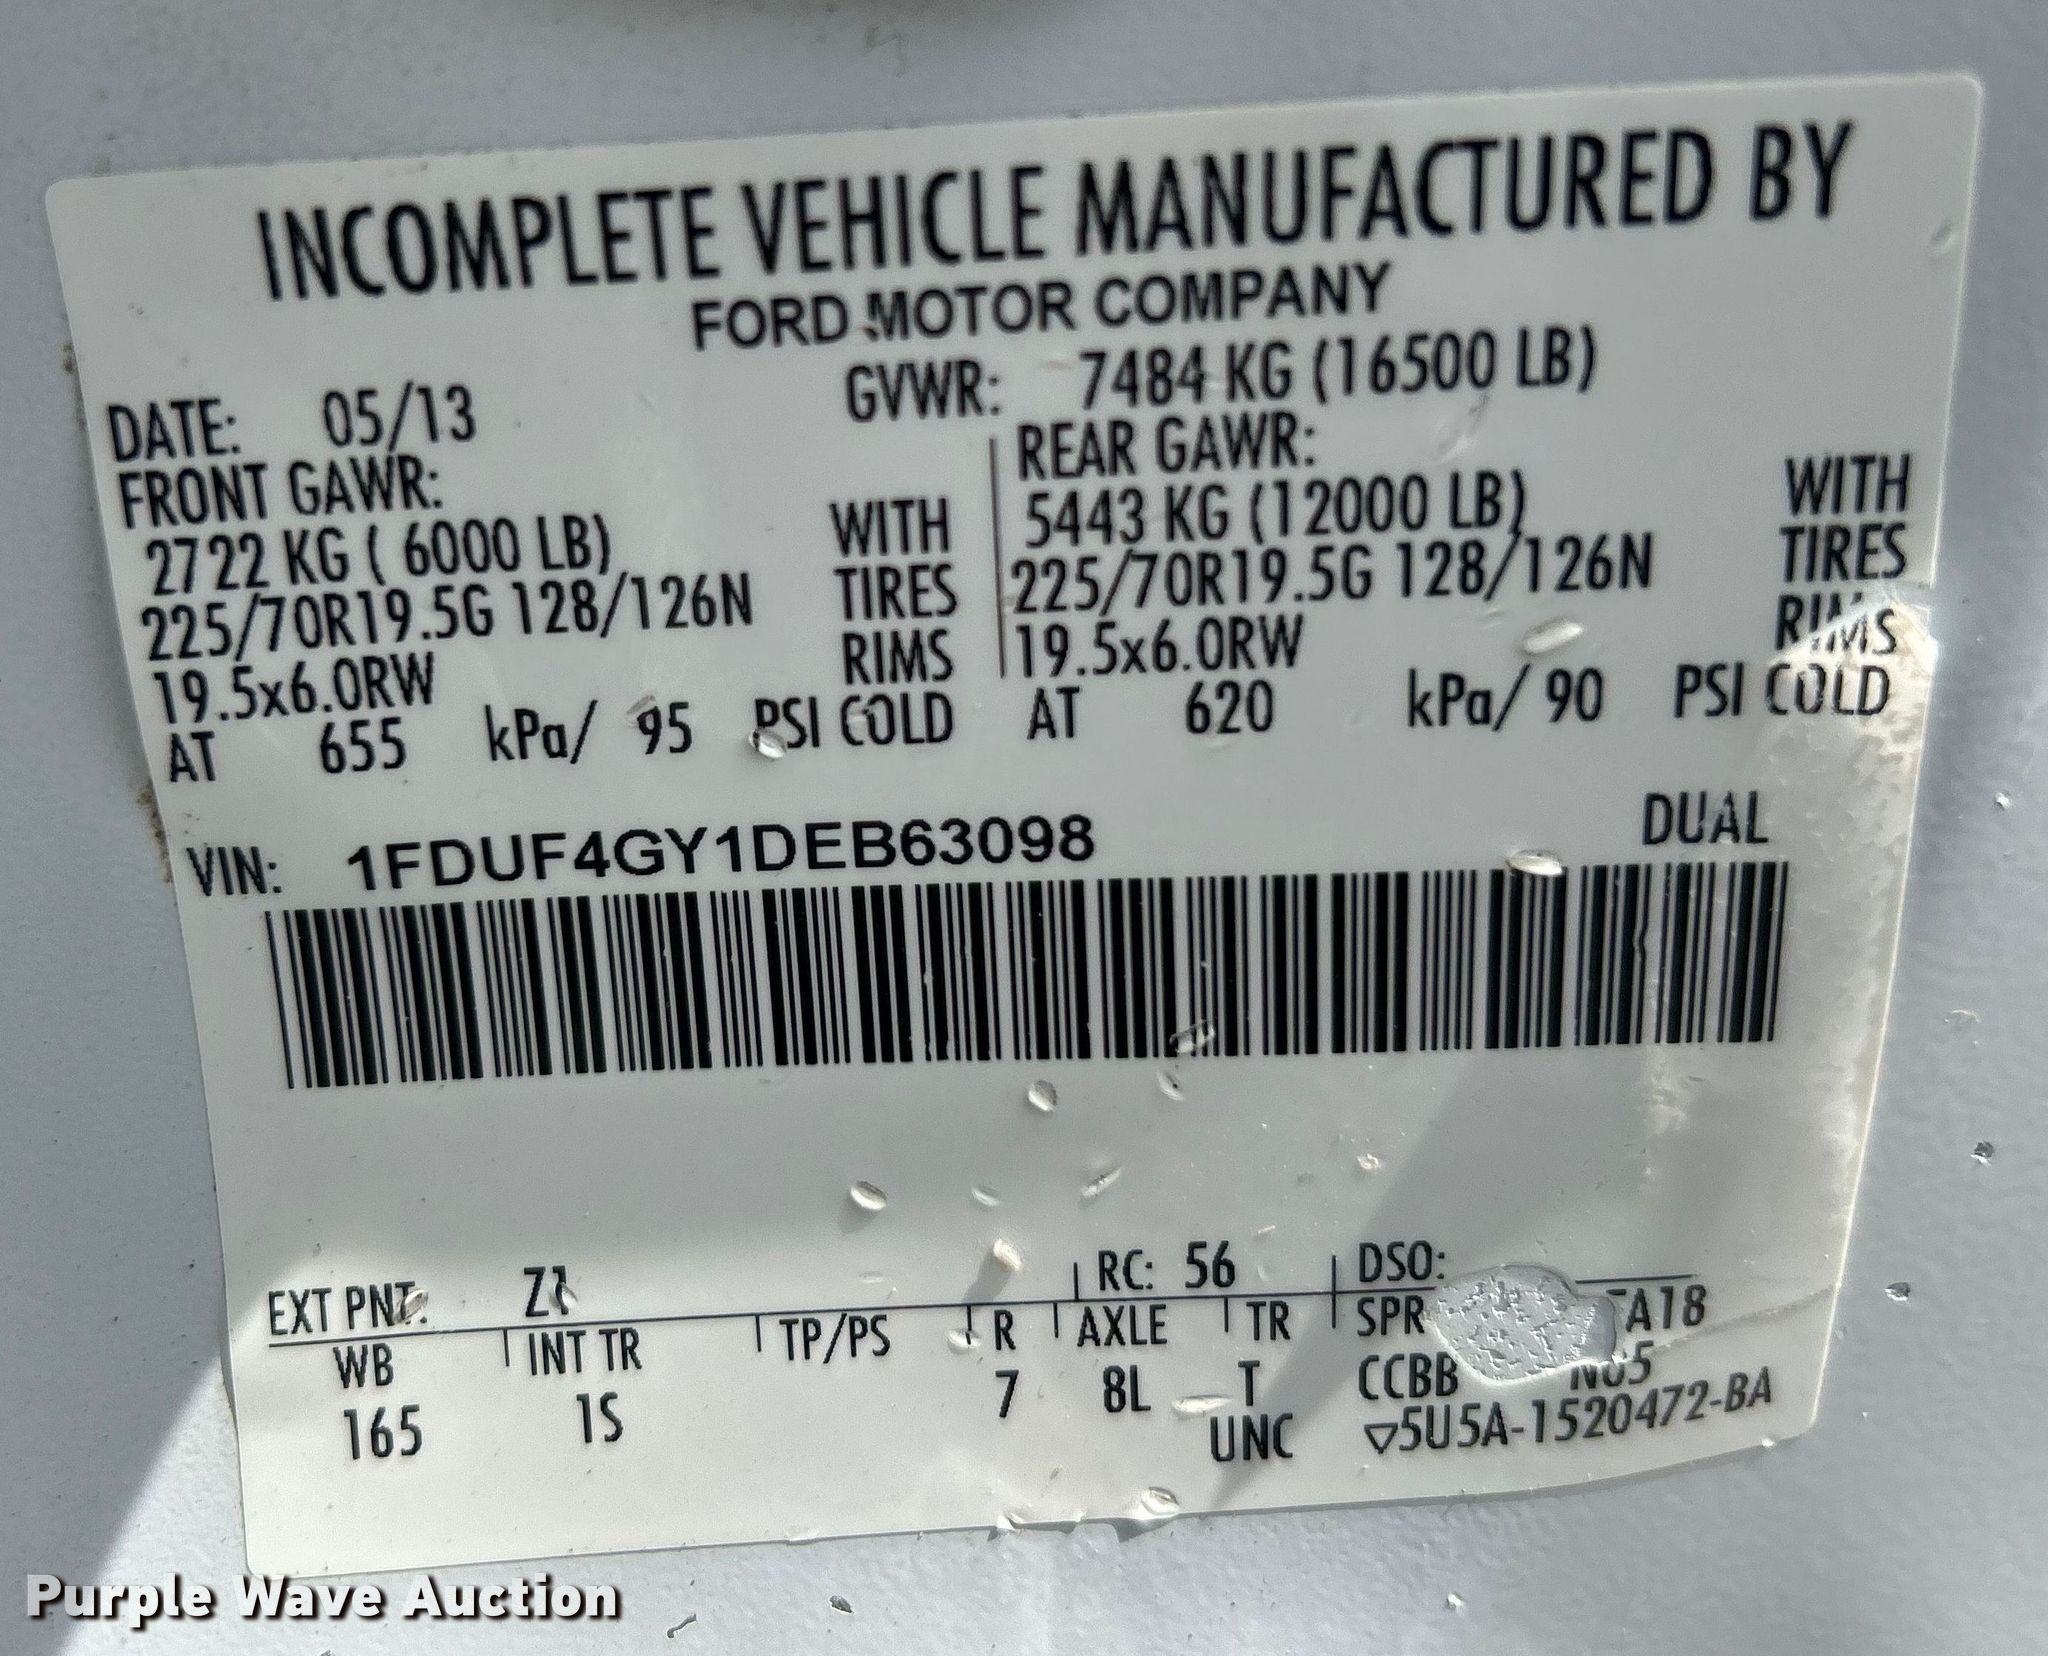 INCOMPLETE VEHICLE MANUFACTURED BY
FORD MOTOR COMPANY
DATE: 05/13 GVWR: 7484 KG (16500 LB)
FRONT GAWR: REAR GAWR:
2722 KG ( 6000 LB) WITH 5443 KG (12000 LB) WITH
225/70R19.5G 128/126N TIRES 225/70R19.5G 128/126N TIRES
19.5x6.0RW RIMS 19.5x6.0RW RIMS
AT 655 kPa/ 95 PSI COLD AT 620 kPa/ 90 PSI COLD
VIN: 1FDUF4GY1DEB63098 DUAL
EXT PNT: Z1 RC: 56 DSO:
WB INT TR TP/PS R AXLE TR SPR A18
165 1S 7 8L T CCBB N05
UNC ▽5U5A-1520472-BA
Purple Wave Auction